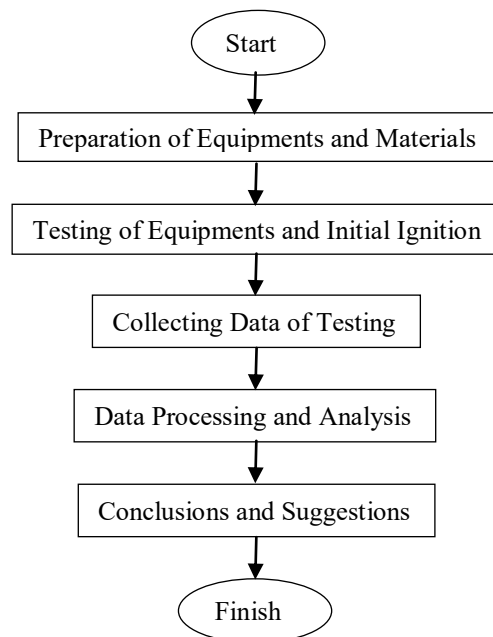 Start
Preparation of Equipments and Materials
Testing of Equipments and Initial Ignition
Collecting Data of Testing
Data Processing and Analysis
Conclusions and Suggestions
Finish